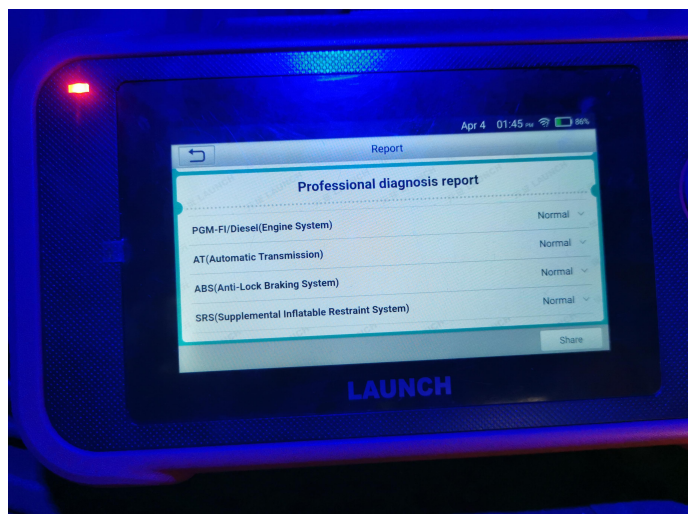 Apr 4 01:45 PM 86%
Report
Professional diagnosis report
PGM-FI/Diesel(Engine System) Normal
AT(Automatic Transmission) Normal
ABS(Anti-Lock Braking System) Normal
SRS(Supplemental Inflatable Restraint System) Normal
Share
LAUNCH